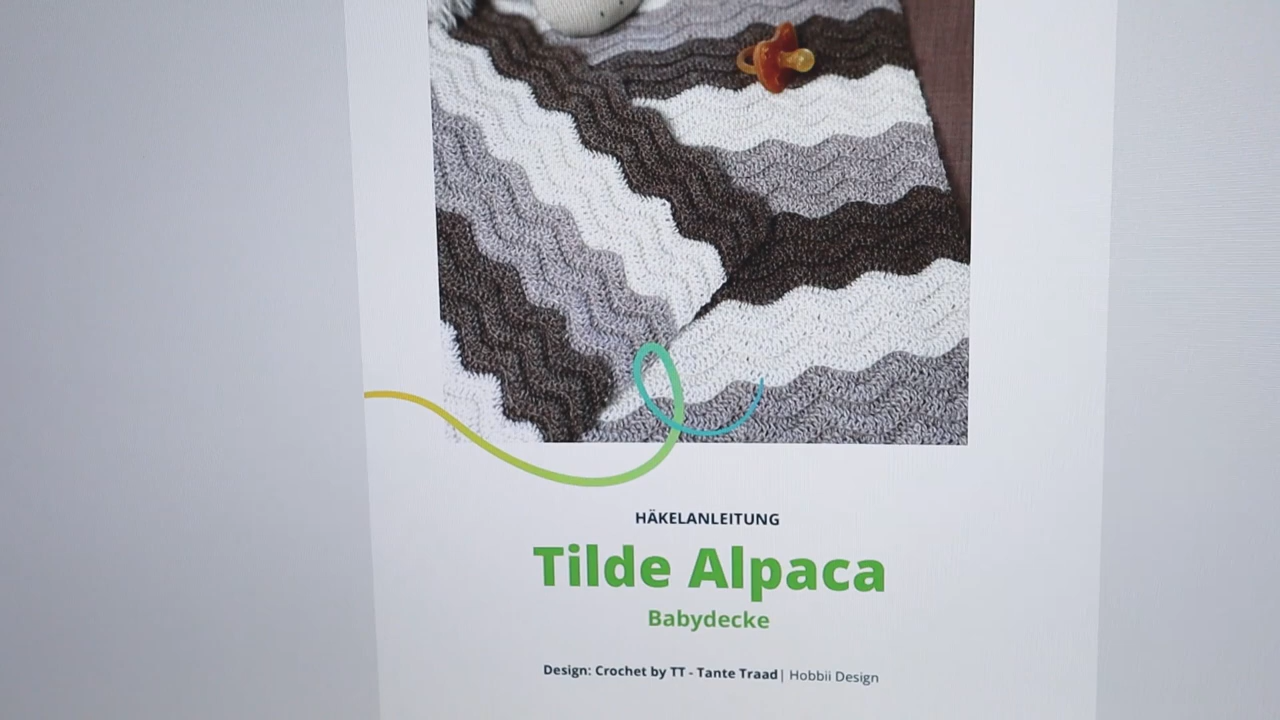 HÄKELANLEITUNG
Tilde Alpaca
Babydecke
Design: Crochet by TT - Tante Traad| Hobbii Design